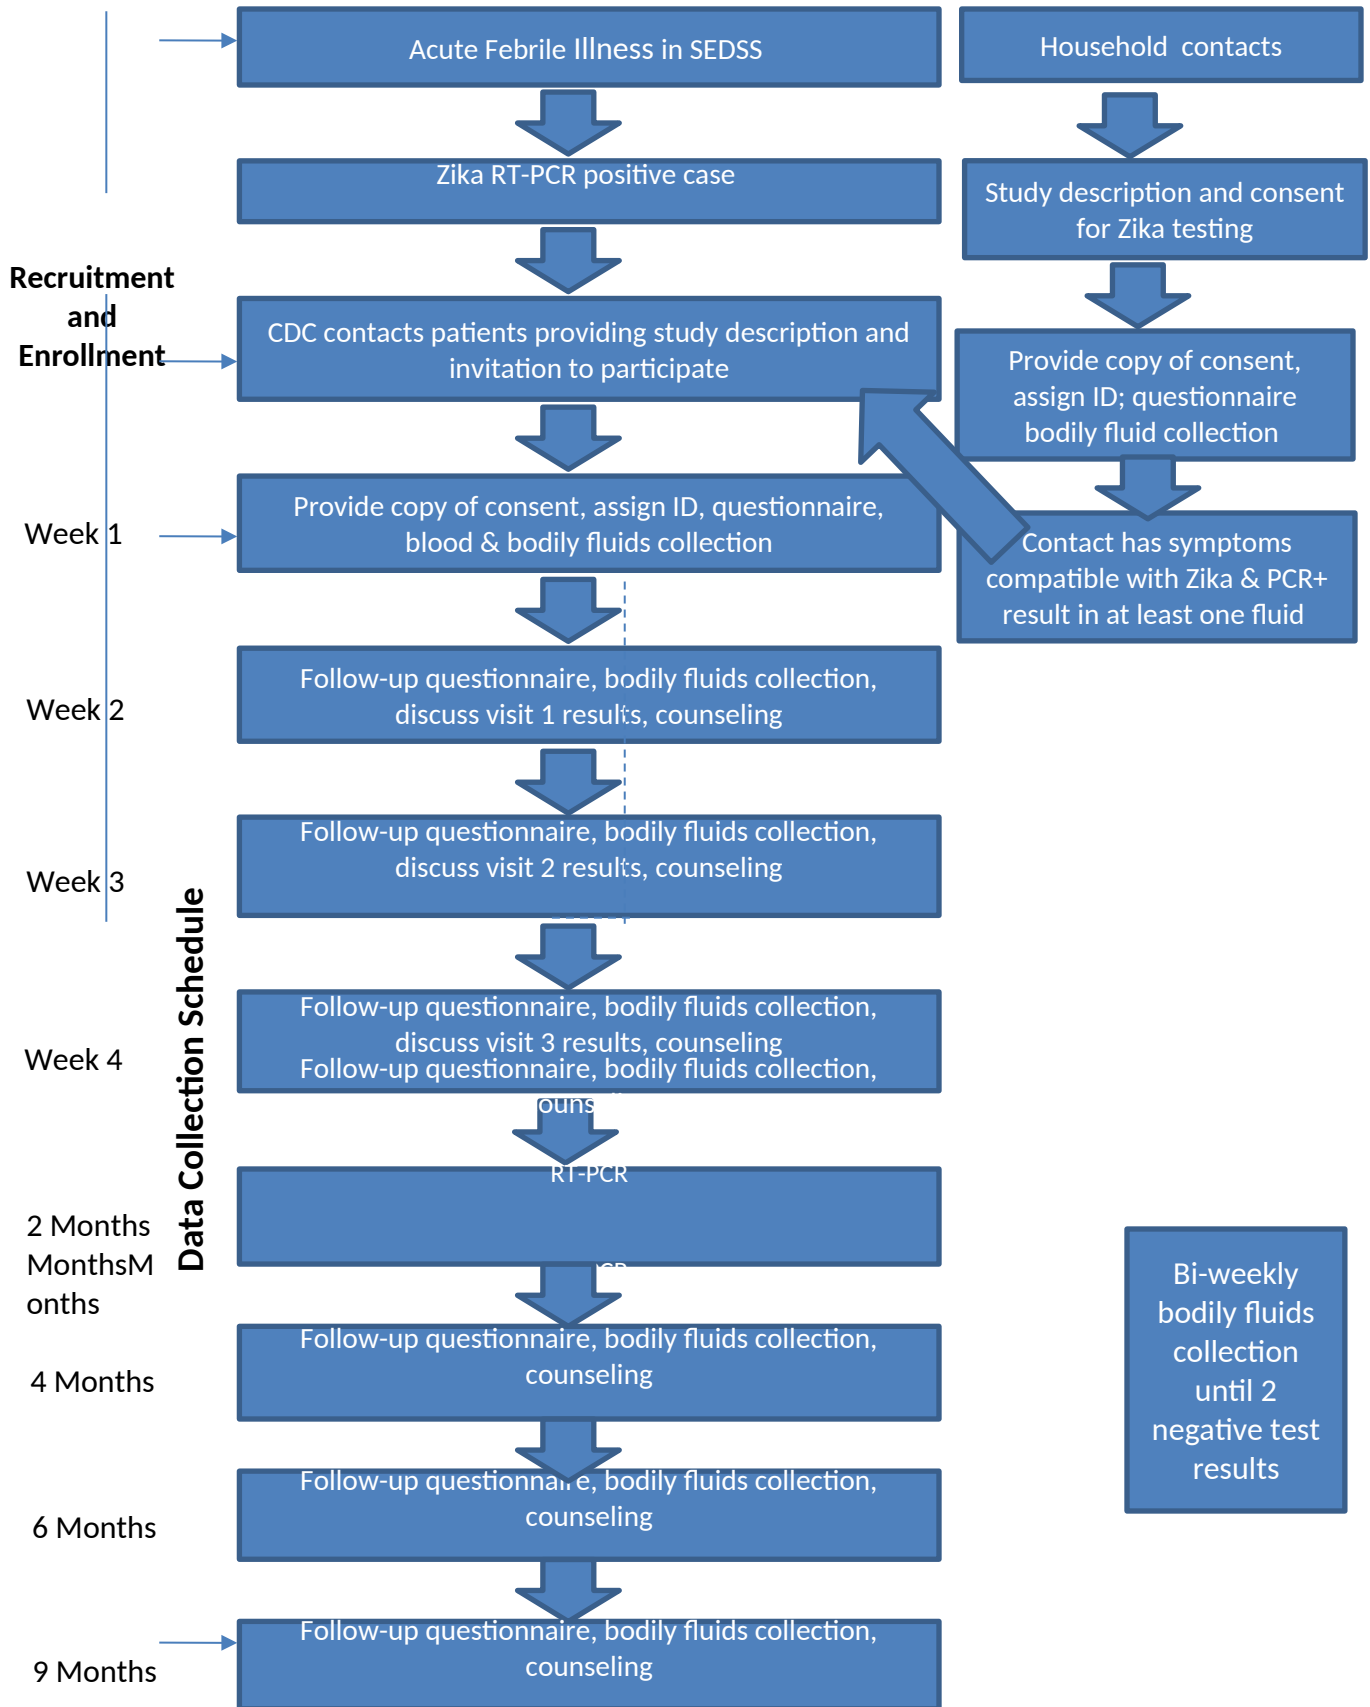 Acute Febrile Illness in SEDSS
Household contacts
Zika RT-PCR positive case
Study description and consent
for Zika testing
Recruitment
and
Enrollment
CDC contacts patients providing study description and
invitation to participate
Provide copy of consent,
assign ID; questionnaire
bodily fluid collection
Week 1
Provide copy of consent, assign ID, questionnaire,
blood & bodily fluids collection
Contact has symptoms
compatible with Zika & PCR+
result in at least one fluid
Week 2
Follow-up questionnaire, bodily fluids collection,
discuss visit 1 results, counseling
Week 3
Follow-up questionnaire, bodily fluids collection,
discuss visit 2 results, counseling
Data Collection Schedule
Week 4
Follow-up questionnaire, bodily fluids collection,
discuss visit 3 results, counseling
Follow-up questionnaire, bodily fluids collection,
RT-PCR
2 Months
MonthsM
onths
4 Months
Follow-up questionnaire, bodily fluids collection,
counseling
Bi-weekly
bodily fluids
collection
until 2
negative test
results
6 Months
Follow-up questionnaire, bodily fluids collection,
counseling
9 Months
Follow-up questionnaire, bodily fluids collection,
counseling